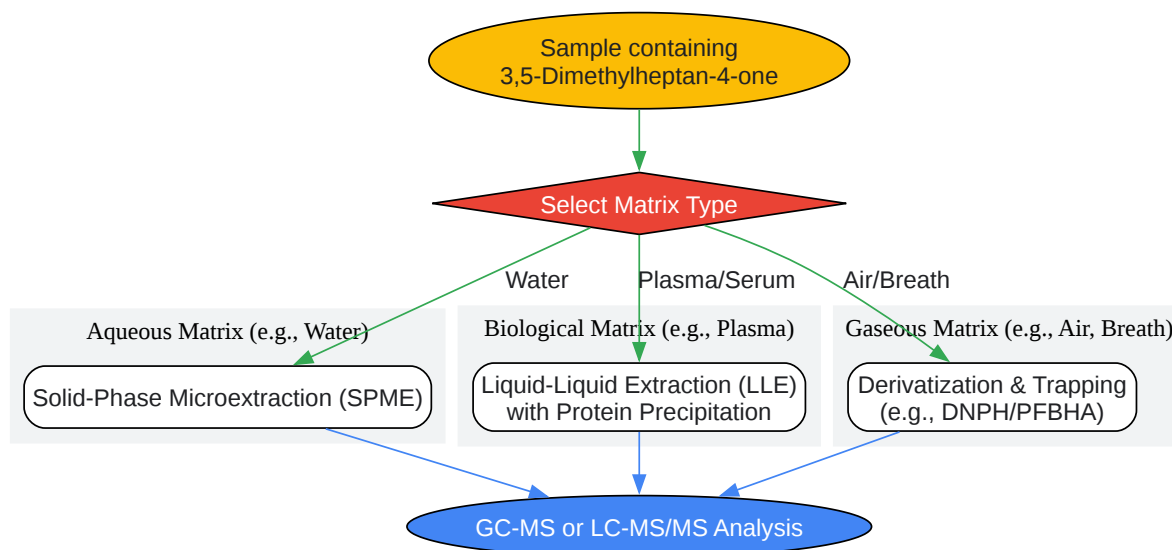 Sample containing
3,5-Dimethylheptan-4-one
Select Matrix Type
Water
Plasma/Serum
Air/Breath
Aqueous Matrix (e.g., Water)
Biological Matrix (e.g., Plasma)
Gaseous Matrix (e.g., Air, Breath)
Solid-Phase Microextraction (SPME)
Liquid-Liquid Extraction (LLE)
with Protein Precipitation
Derivatization & Trapping
(e.g., DNPH/PFBHA)
GC-MS or LC-MS/MS Analysis